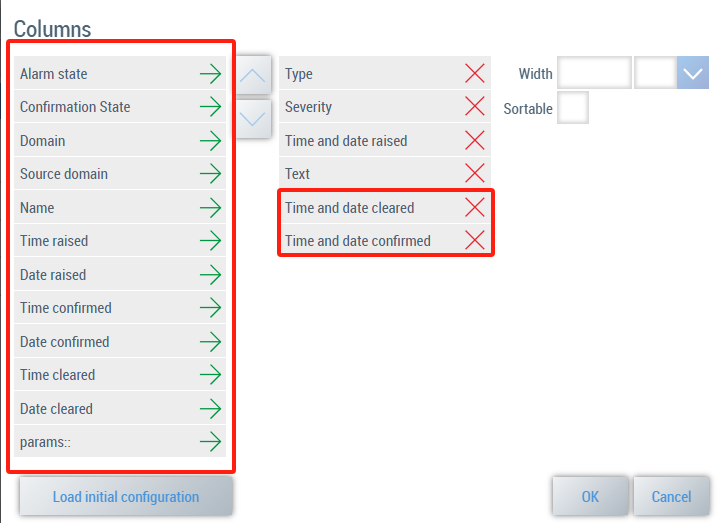 Columns
Alarm state
Confirmation State
Domain
Source domain
Name
Time raised
Date raised
Time confirmed
Date confirmed
Time cleared
Date cleared
params::
Type
Severity
Time and date raised
Text
Time and date cleared
Time and date confirmed
Width
Sortable
Load initial configuration
OK
Cancel